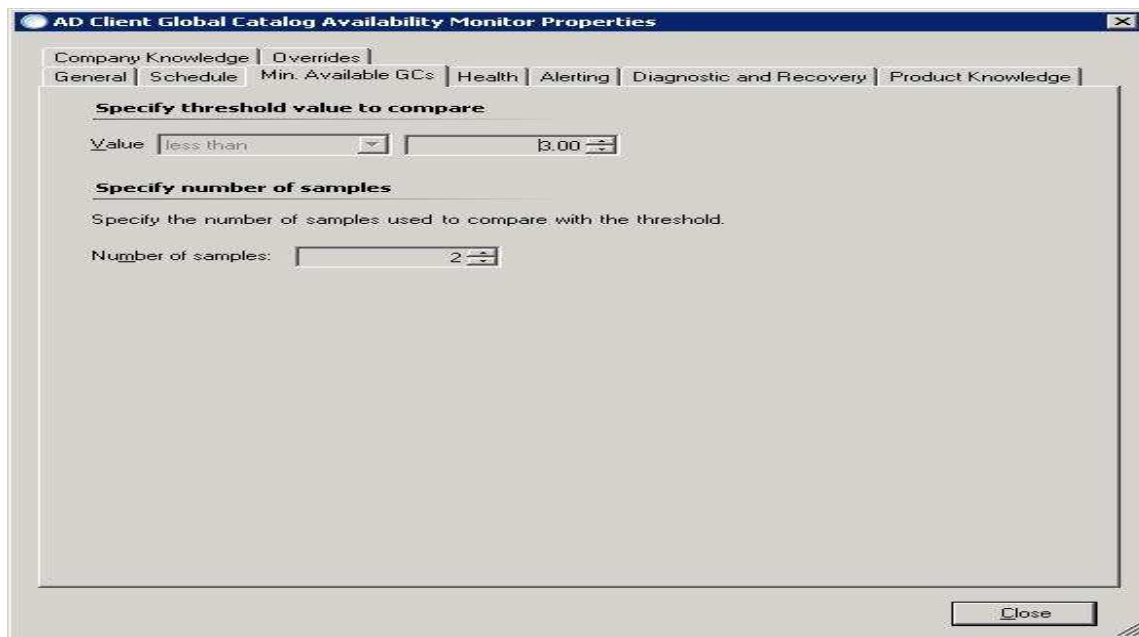 AD Client Global Catalog Availability Monitor Properties
Company Knowledge Overrides
General Schedule Min. Available GCs Health Alerting Diagnostic and Recovery Product Knowledge
Specify threshold value to compare
Value less than 3.00
Specify number of samples
Specify the number of samples used to compare with the threshold.
Number of samples: 2
Close